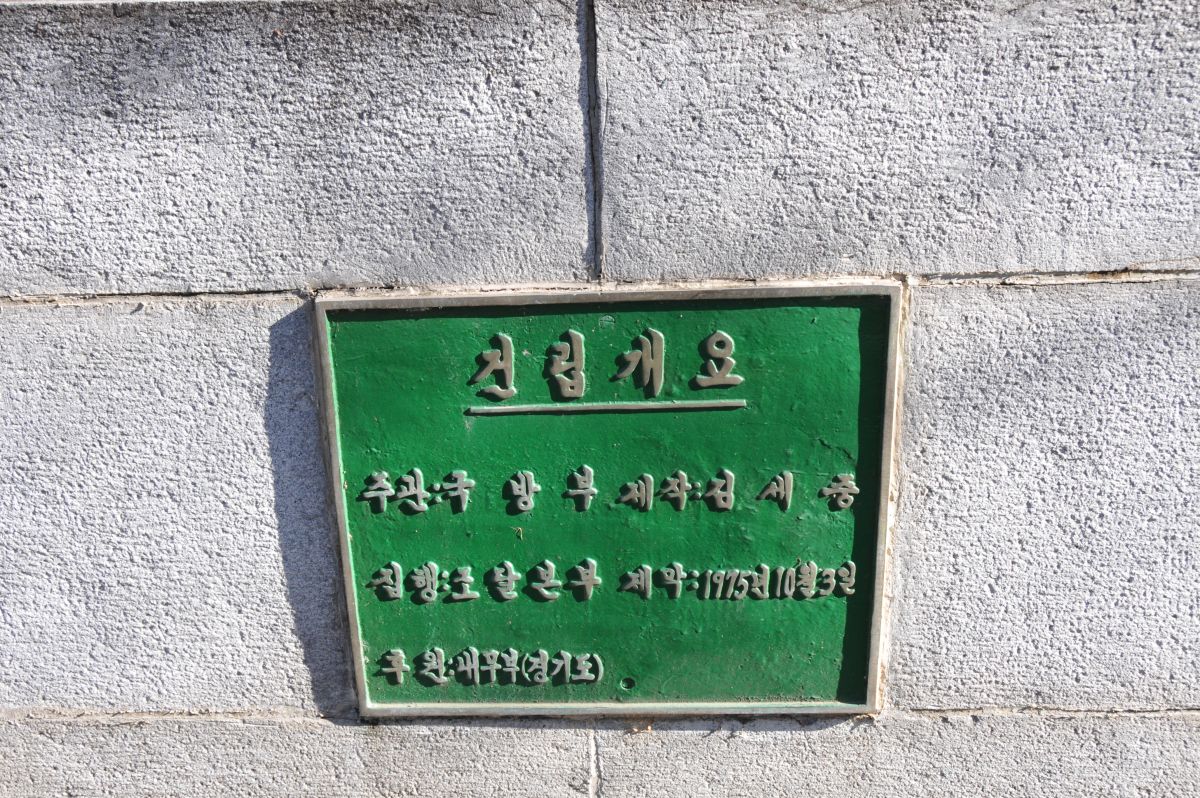 건립개요
주관:국방부 제작:김세중
집행:조달본부 제막:1975년10월3일
후원:내무부(경기도)